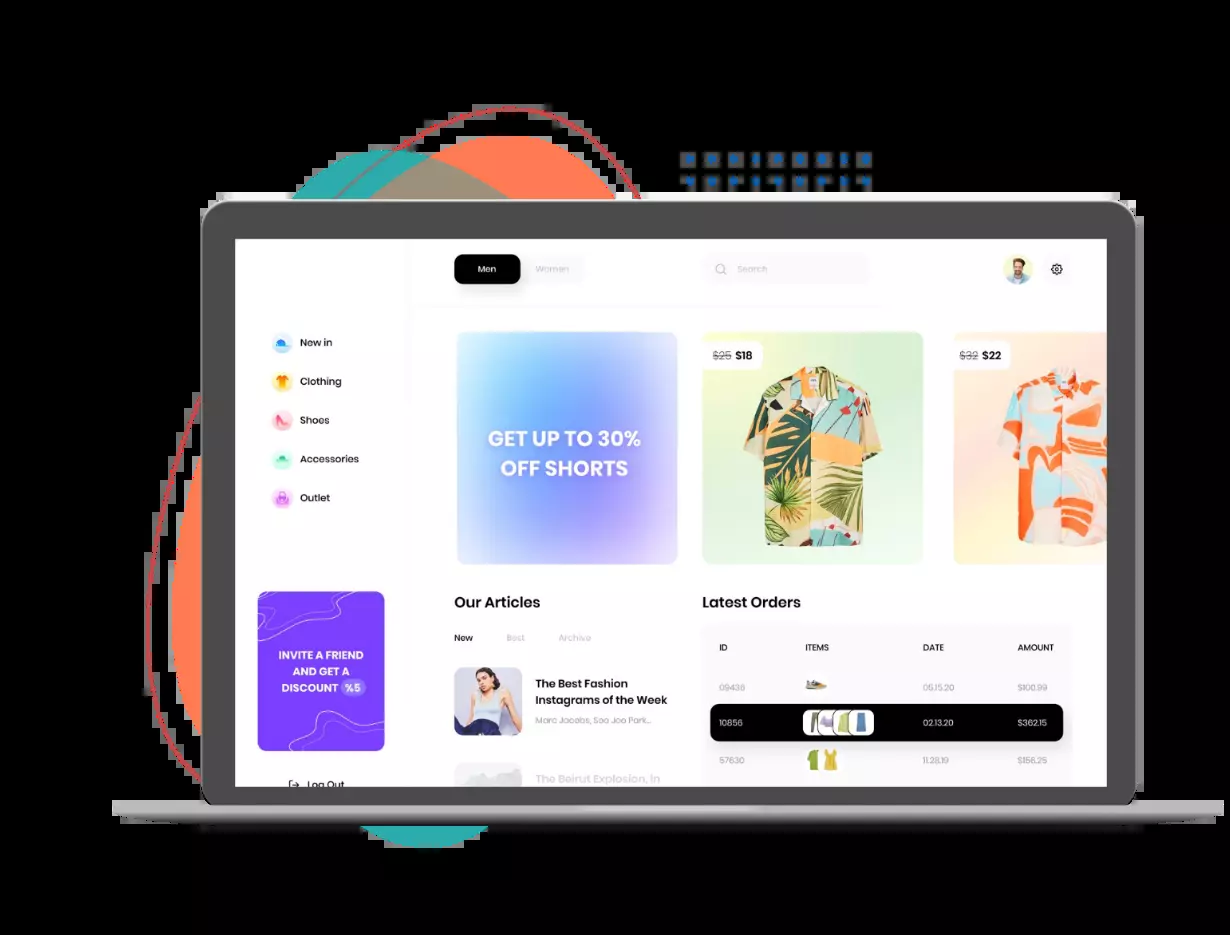 Men
Women
Search
New in
Clothing
Shoes
Accessories
Outlet
GET UP TO 30%
OFF SHORTS
$25 $18
$32 $22
INVITE A FRIEND
AND GET A
DISCOUNT %5
Log Out
Our Articles
New
Best
Archive
The Best Fashion
Instagrams of the Week
Marc Jacobs, Soo Joo Park...
The Beirut Explosion, In
Latest Orders
ID ITEMS DATE AMOUNT
09436 05.15.20 $100.99
10856 02.13.20 $362.15
57630 11.28.19 $156.25